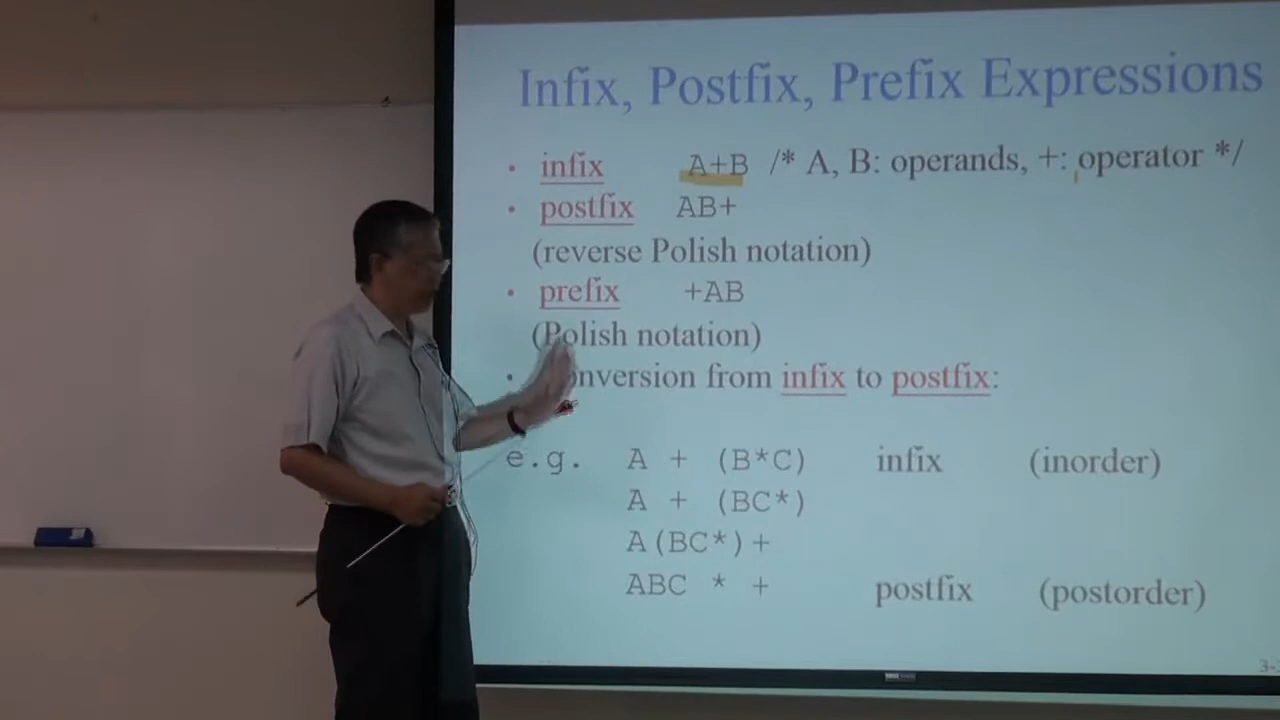 Infix, Postfix, Prefix Expressions
• infix A+B /* A, B: operands, +: operator */
• postfix AB+
(reverse Polish notation)
• prefix +AB
(Polish notation)
• onversion from infix to postfix:
e.g. A + (B*C) infix (inorder)
A + (BC*)
A(BC*)+
ABC * + postfix (postorder)